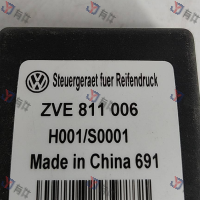 Steuergeraet fuer Reifendruck
ZVE 811 006
H001/S0001
Made in China 691